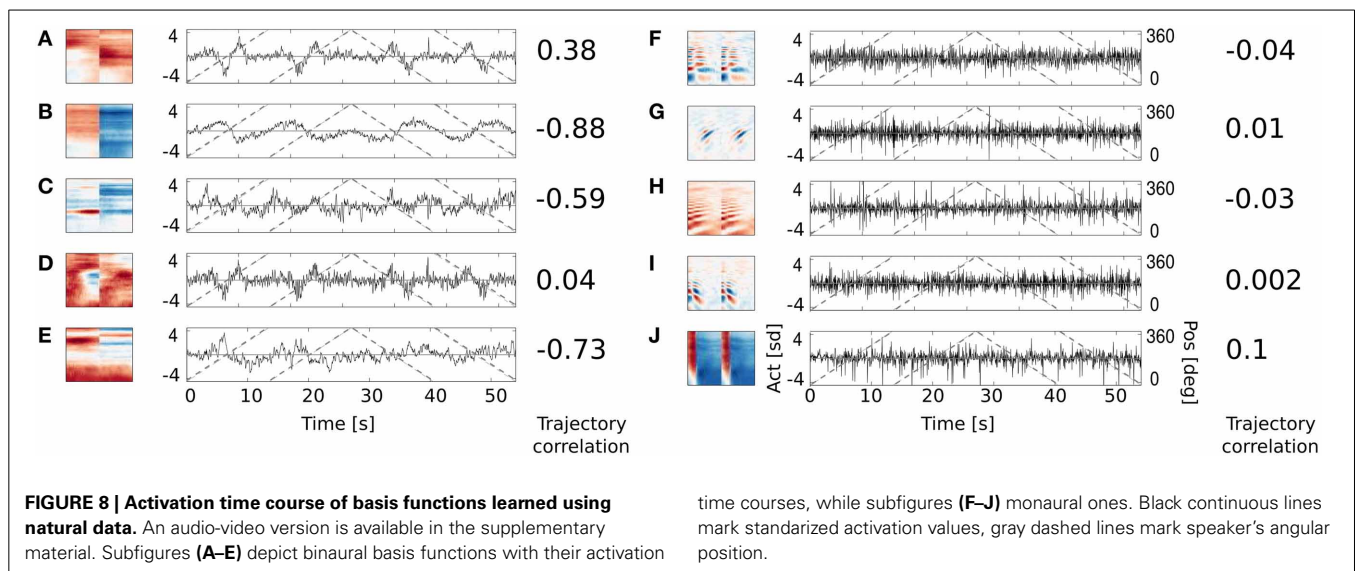 A
4
-4
0.38
B
4
-4
-0.88
C
4
-4
-0.59
D
4
-4
0.04
E
4
-4
-0.73
0 10 20 30 40 50
Time [s]
Trajectory
correlation
F
4
-4
360
0
-0.04
G
4
-4
360
0
0.01
H
4
-4
360
0
-0.03
I
4
-4
360
0
0.002
J
Act [sd]
4
-4
360
0
Pos [deg]
0.1
0 10 20 30 40 50
Time [s]
Trajectory
correlation
FIGURE 8 | Activation time course of basis functions learned using
natural data. An audio-video version is available in the supplementary
material. Subfigures (A–E) depict binaural basis functions with their activation
time courses, while subfigures (F–J) monaural ones. Black continuous lines
mark standarized activation values, gray dashed lines mark speaker's angular
position.